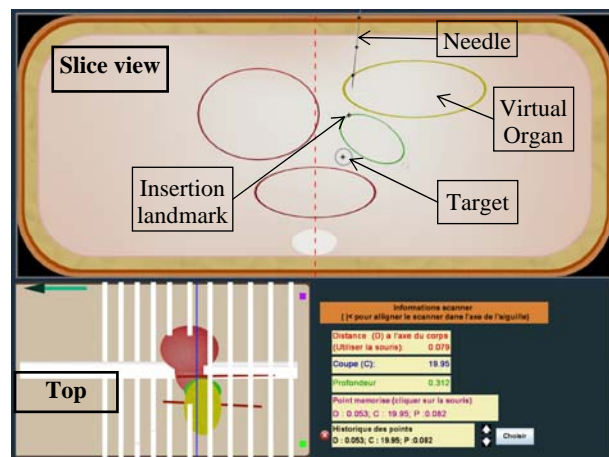 Slice view
Needle
Virtual
Organ
Insertion
landmark
Target
Top
Informations scanner
( )< pour alligner le scanner dans l'axe de l'aiguille)
Distance (D) a l'axe du corps
(Utiliser la souris): 0.079
Coupe (C): 19.95
Profondeur 0.312
Point memorise (cliquer sur la souris)
D : 0.053; C : 19.95; P :0.082
Historique des points
D : 0.053; C : 19.95; P :0.082
Choisir